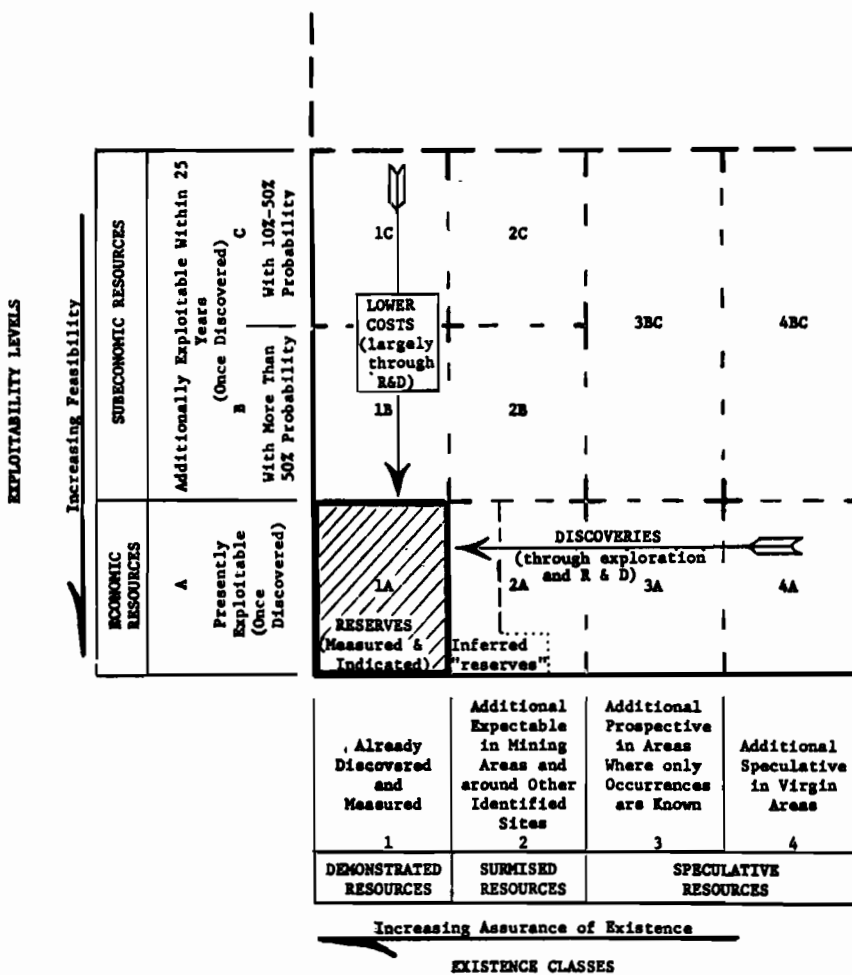 EXPLOITABILITY LEVELS
Increasing Feasibility
SUBECONOMIC RESOURCES
Additionally Exploitable Within 25
Years
(Once Discovered)
B
C
With More Than
50% Probability
With 10%-50%
Probability
ECONOMIC
RESOURCES
A
Presently
Exploitable
(Once
Discovered)
1C
2C
LOWER
COSTS
(largely
through
R&D)
3BC
4BC
1B
2B
DISCOVERIES
(through exploration
and R & D)
1A
2A
3A
4A
RESERVES
(Measured &
Indicated)
Inferred
"reserves"
Already
Discovered
and
Measured
1
Additional
Expectable
in Mining
Areas and
around Other
Identified
Sites
2
Additional
Prospective
in Areas
Where only
Occurrences
are Known
3
Additional
Speculative
in Virgin
Areas
4
DEMONSTRATED
RESOURCES
SURMISED
RESOURCES
SPECULATIVE
RESOURCES
Increasing Assurance of Existence
EXISTENCE CLASSES